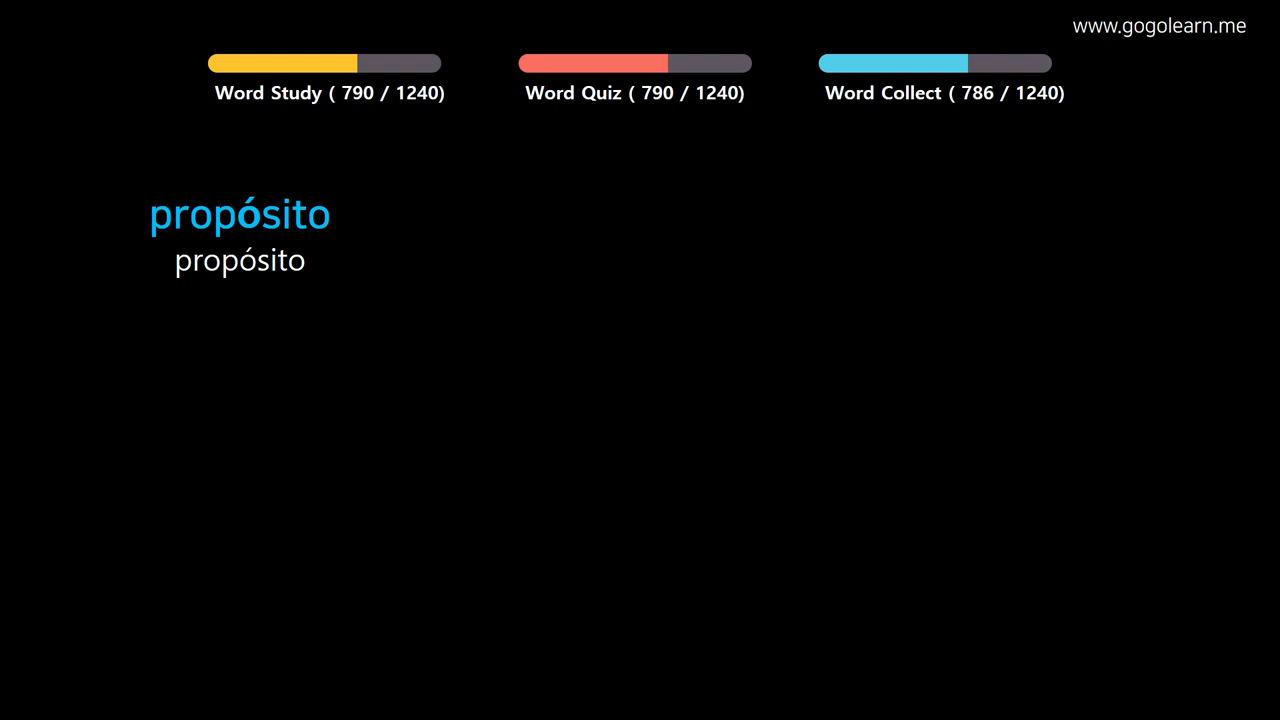 www.gogolearn.me
Word Study ( 790 / 1240)
Word Quiz ( 790 / 1240)
Word Collect ( 786 / 1240)
propósito
propósito